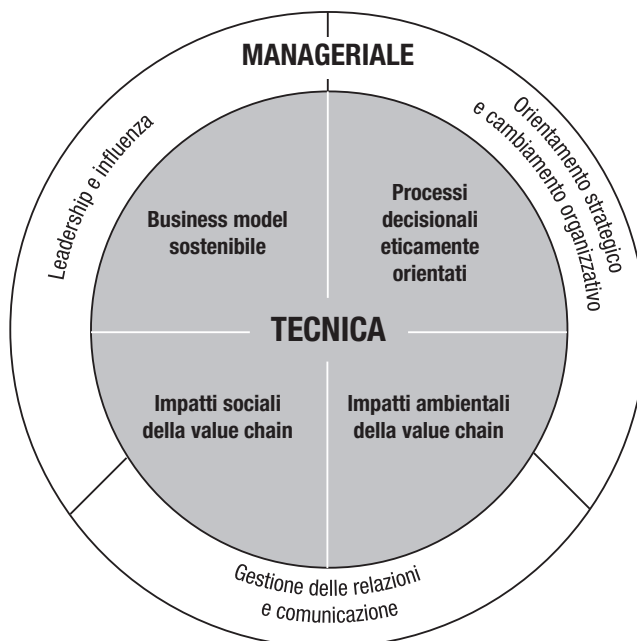 MANAGERIALE
Leadership e influenza
Orientamento strategico
e cambiamento organizzativo
Business model
sostenibile
Processi
decisionali
eticamente
orientati
TECNICA
Impatti sociali
della value chain
Impatti ambientali
della value chain
Gestione delle relazioni
e comunicazione